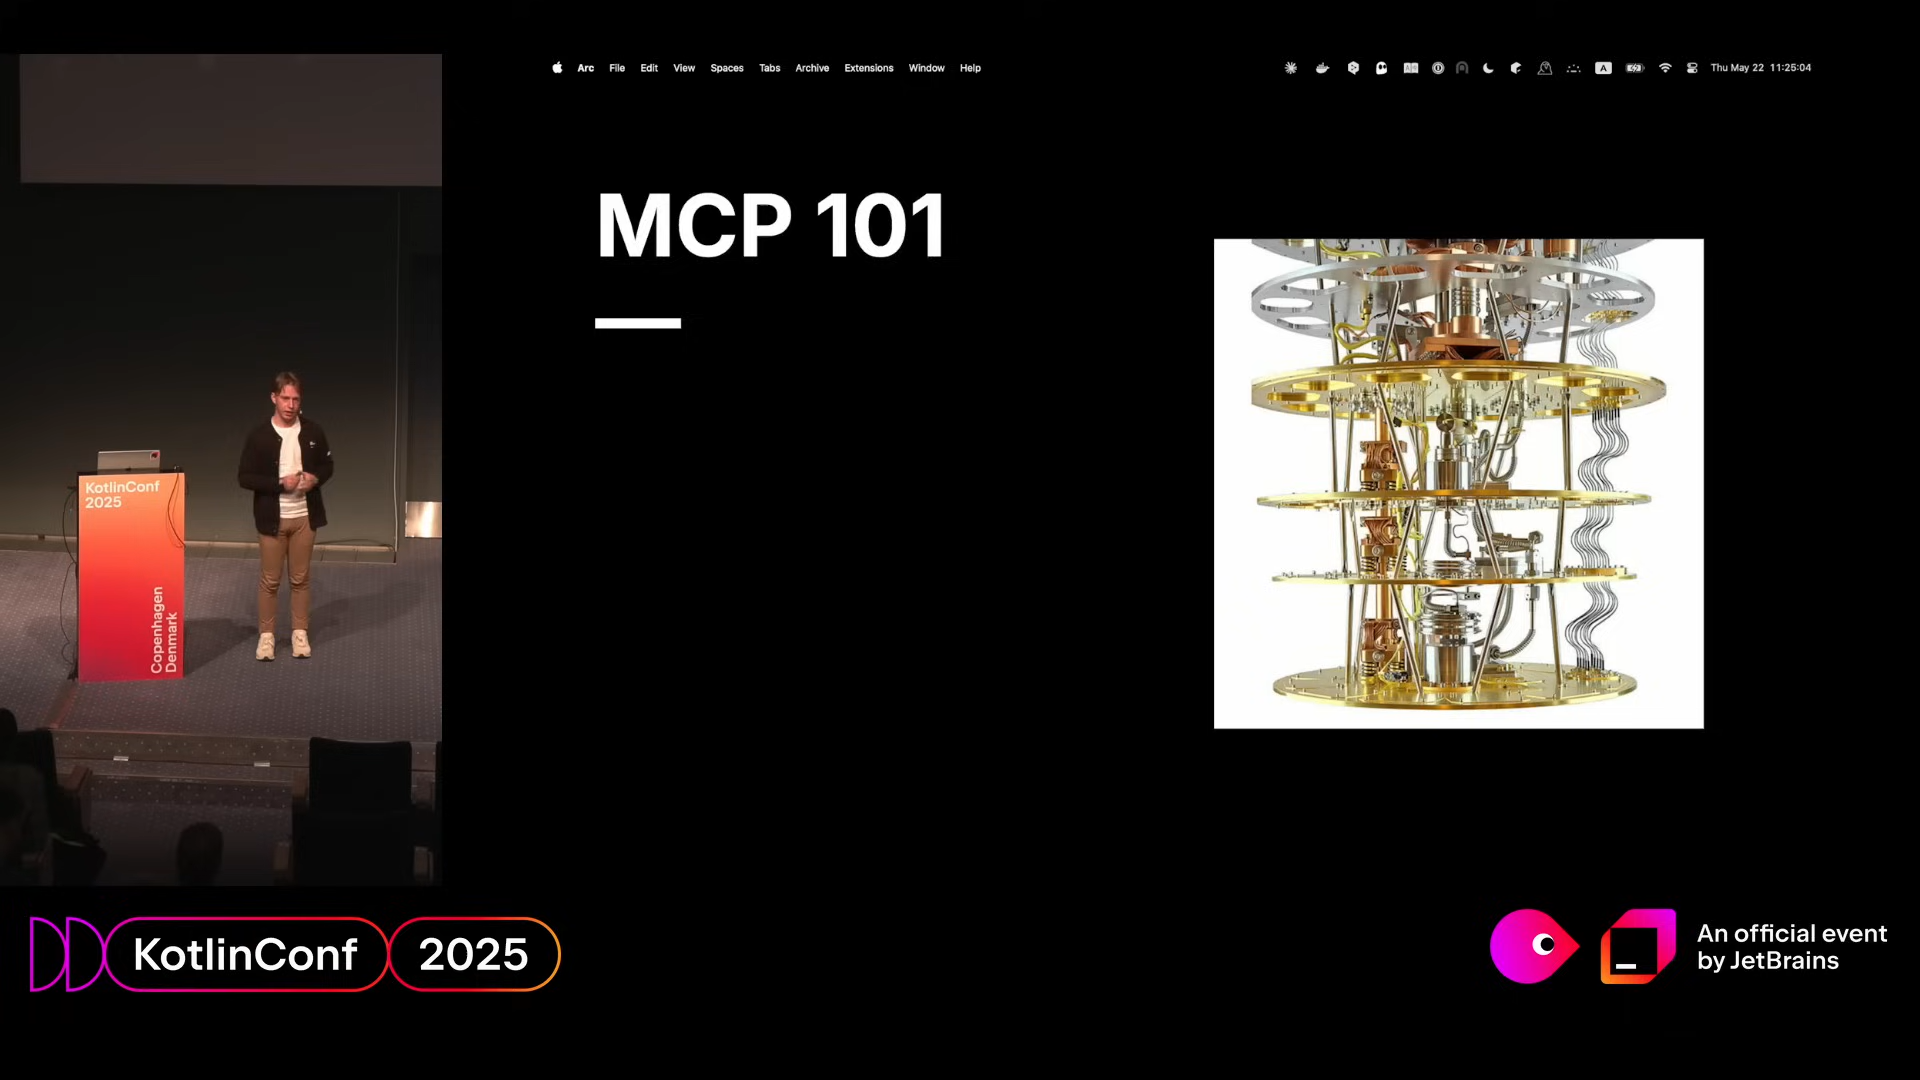 Arc File Edit View Spaces Tabs Archive Extensions Window Help
A
Thu May 22 11:25:04
MCP 101
KotlinConf
2025
Copenhagen
Denmark
KotlinConf 2025
An official event
by JetBrains